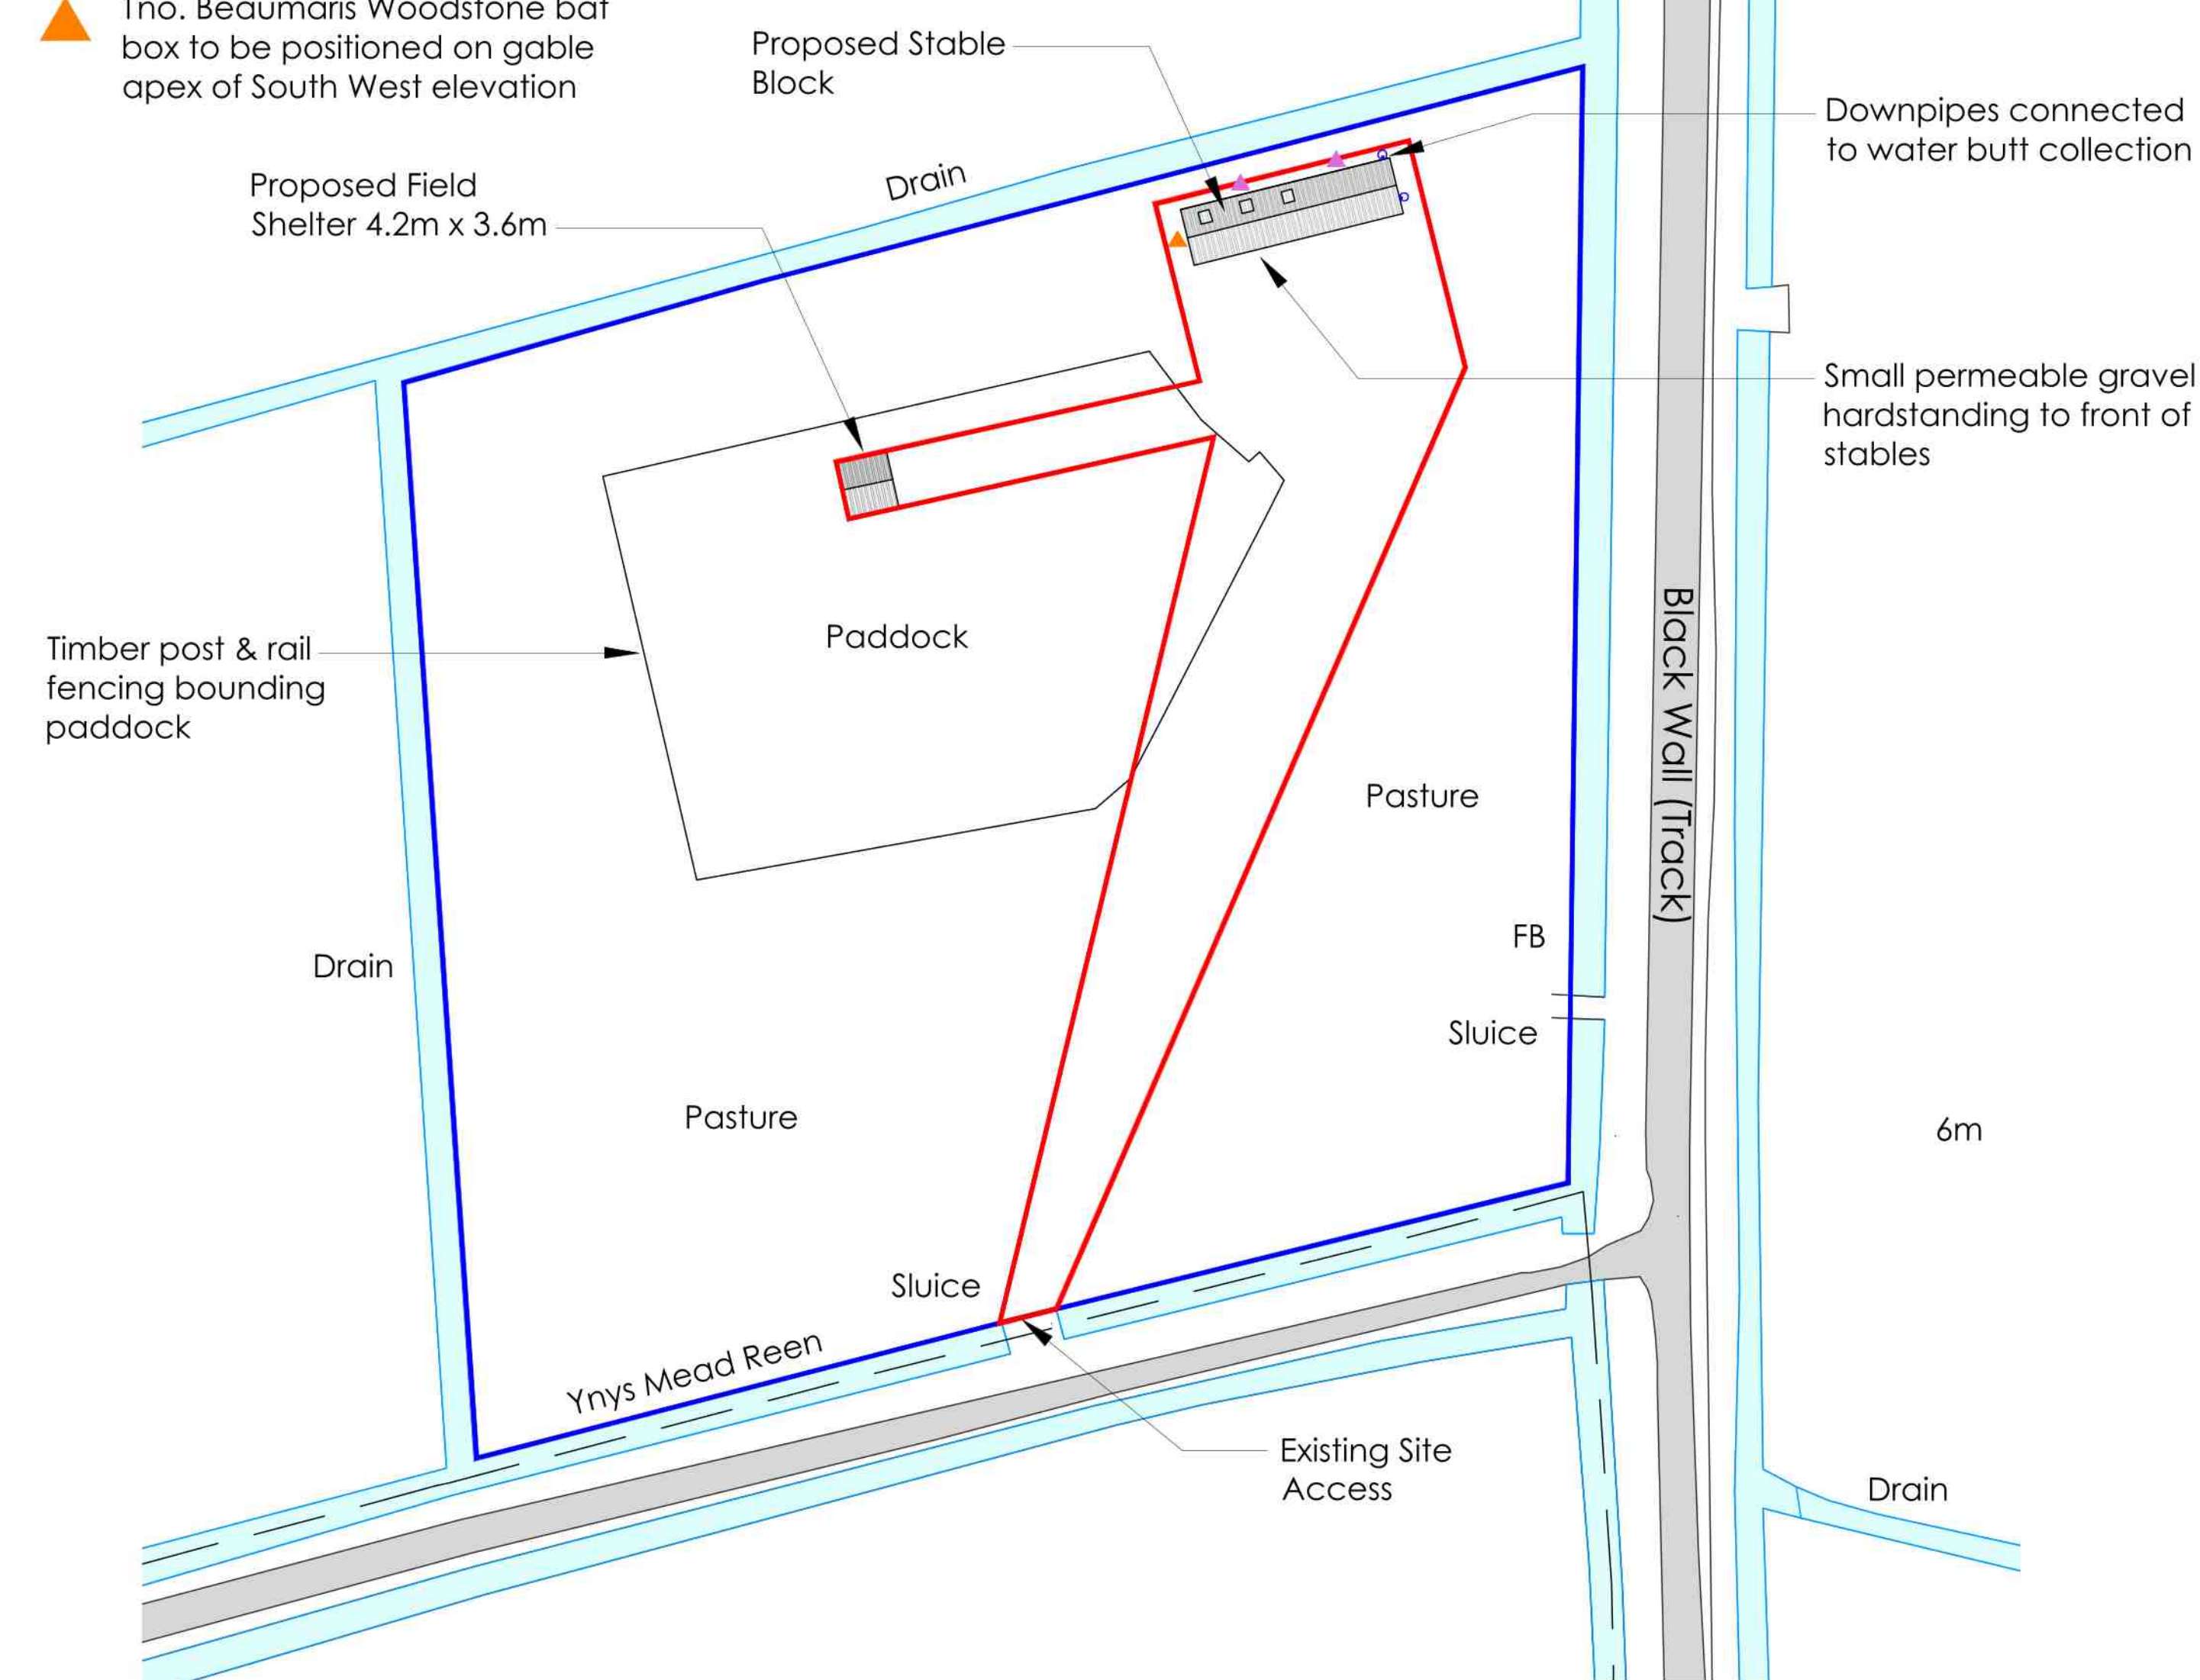 1no. Beaumaris Woodstone bat
box to be positioned on gable
apex of South West elevation
Proposed Stable
Block
Downpipes connected
to water butt collection
Drain
Proposed Field
Shelter 4.2m x 3.6m
Small permeable gravel
hardstanding to front of
stables
Timber post & rail
fencing bounding
paddock
Paddock
Black Wall (Track)
Pasture
FB
Drain
Sluice
Pasture
6m
Sluice
Ynys Mead Reen
Existing Site
Access
Drain